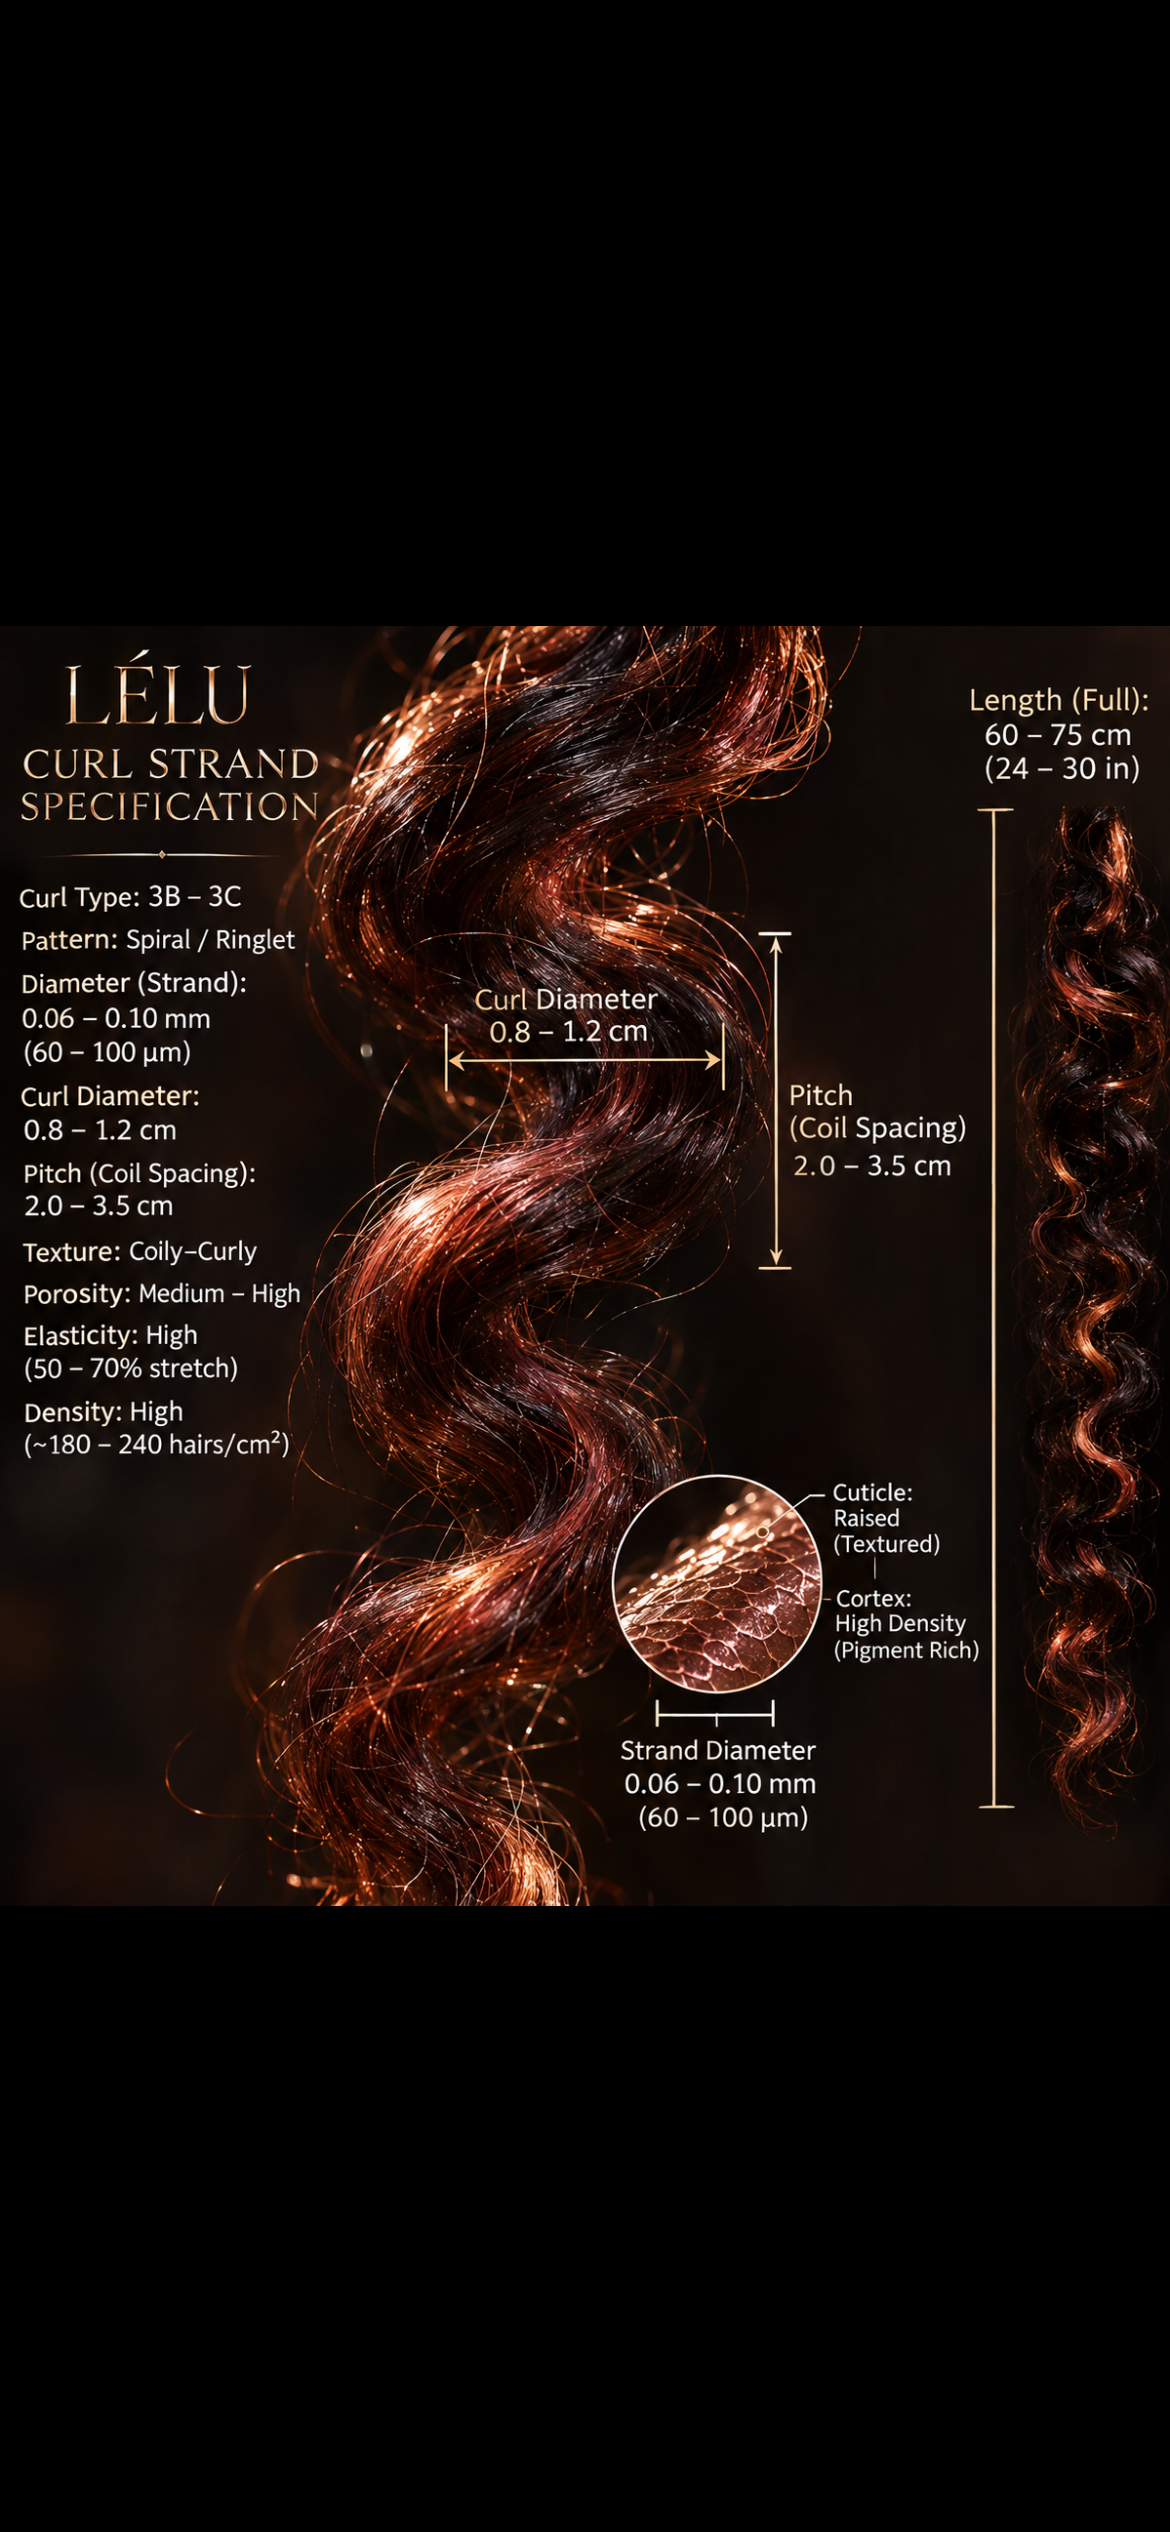 LÉLU
CURL STRAND
SPECIFICATION
Curl Type: 3B – 3C
Pattern: Spiral / Ringlet
Diameter (Strand):
0.06 – 0.10 mm
(60 – 100 µm)
Curl Diameter:
0.8 – 1.2 cm
Pitch (Coil Spacing):
2.0 – 3.5 cm
Texture: Coily–Curly
Porosity: Medium – High
Elasticity: High
(50 – 70% stretch)
Density: High
(~180 – 240 hairs/cm²)
Curl Diameter
0.8 – 1.2 cm
Pitch
(Coil Spacing)
2.0 – 3.5 cm
Length (Full):
60 – 75 cm
(24 – 30 in)
Cuticle:
Raised
(Textured)
Cortex:
High Density
(Pigment Rich)
Strand Diameter
0.06 – 0.10 mm
(60 – 100 µm)